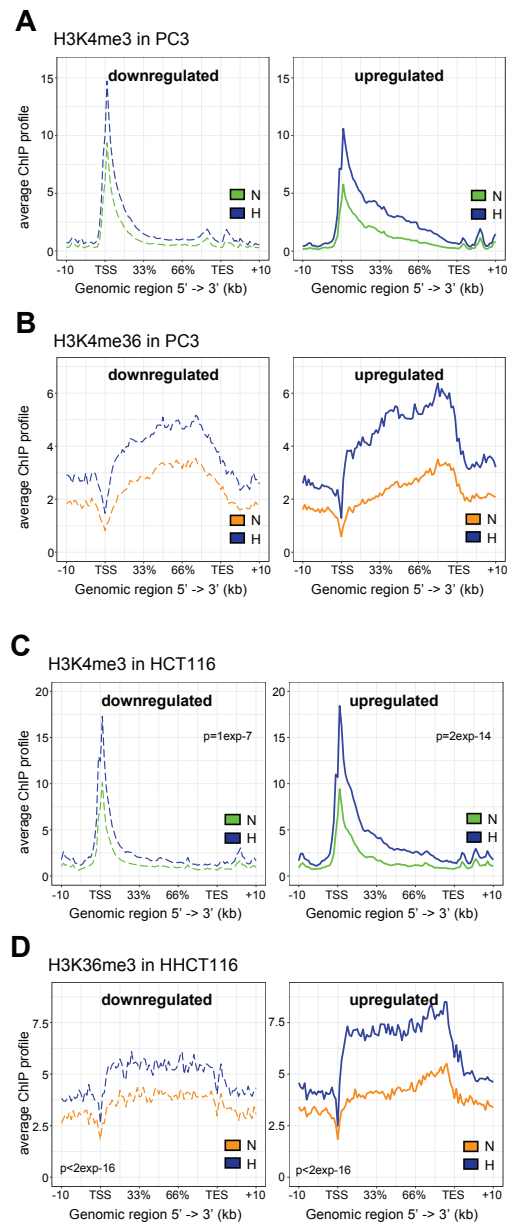 A
H3K4me3 in PC3
downregulated
upregulated
average ChIP profile
15
10
5
0
N
H
N
H
-10 TSS 33% 66% TES +10
-10 TSS 33% 66% TES +10
Genomic region 5' -> 3' (kb)
Genomic region 5' -> 3' (kb)
B
H3K4me36 in PC3
downregulated
upregulated
average ChIP profile
6
4
2
0
N
H
N
H
-10 TSS 33% 66% TES +10
-10 TSS 33% 66% TES +10
Genomic region 5' -> 3' (kb)
Genomic region 5' -> 3' (kb)
C
H3K4me3 in HCT116
downregulated
upregulated
p=1exp-7
p=2exp-14
average ChIP profile
20
15
10
5
0
N
H
N
H
-10 TSS 33% 66% TES +10
-10 TSS 33% 66% TES +10
Genomic region 5' -> 3' (kb)
Genomic region 5' -> 3' (kb)
D
H3K36me3 in HHCT116
downregulated
upregulated
average ChIP profile
7.5
5
2.5
0
N
H
N
H
p<2exp-16
p<2exp-16
-10 TSS 33% 66% TES +10
-10 TSS 33% 66% TES +10
Genomic region 5' -> 3' (kb)
Genomic region 5' -> 3' (kb)